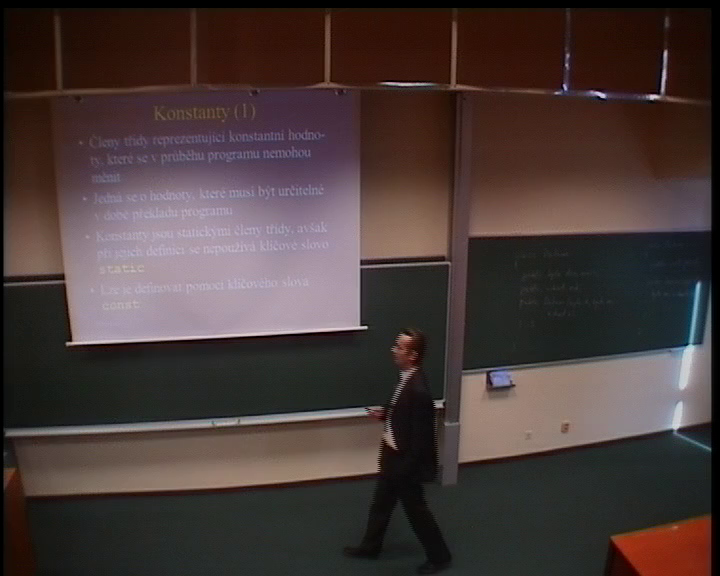 Konstanty (1)
• Členy třídy reprezentující konstantní hodno-
ty, které se v průběhu programu nemohou
měnit
• Jedná se o hodnoty, které musí být určitelné
v době překladu programu
• Konstanty jsou statickými členy třídy, avšak
při jejich definici se nepoužívá klíčové slovo
static
• Lze je definovat pomocí klíčového slova
const